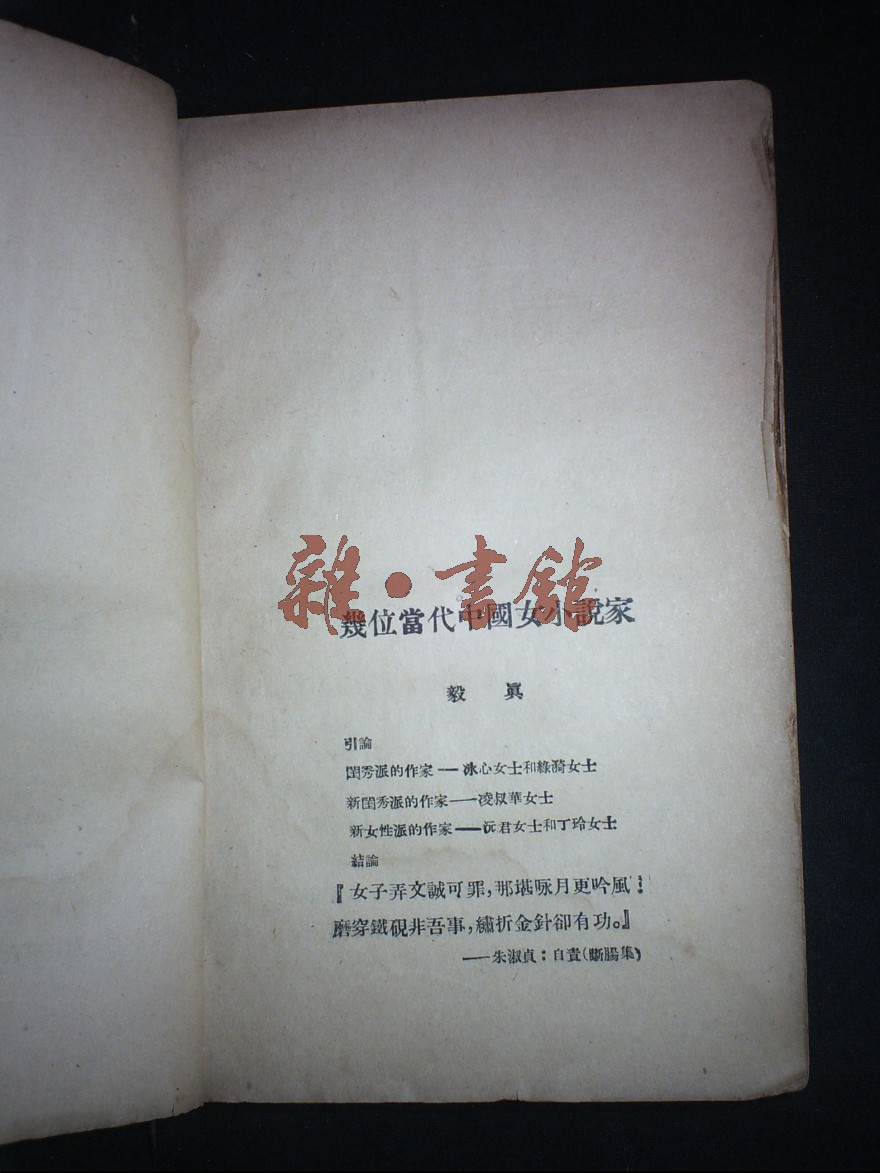 雜·書館
幾位當代中國女小說家
毅 眞
引論
閨秀派的作家——冰心女士和綠漪女士
新閨秀派的作家——凌叔華女士
新女性派的作家——沅君女士和丁玲女士
結論
『女子弄文誠可罪，那堪咏月更吟風！
磨穿鐵硯非吾事，繡折金針卻有功。』
——朱淑貞：自責（斷腸集）